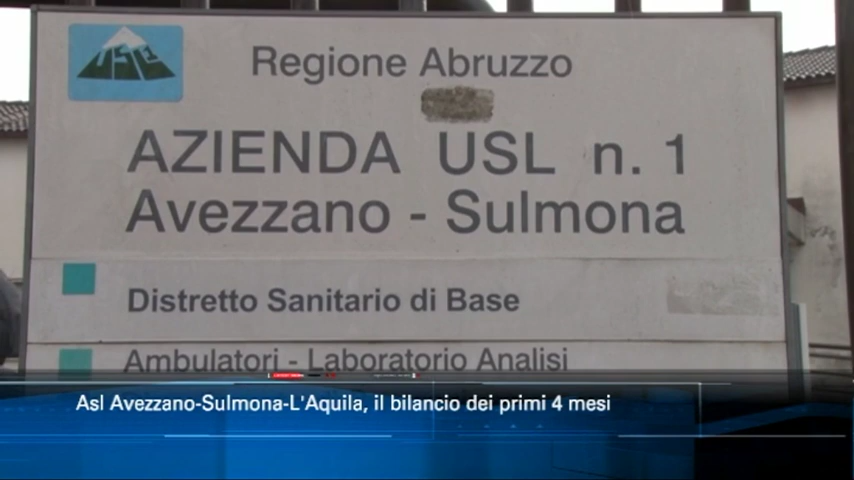 USL
Regione Abruzzo
AZIENDA USL n. 1
Avezzano - Sulmona
Distretto Sanitario di Base
Ambulatori - Laboratorio Analisi
Asl Avezzano-Sulmona-L'Aquila, il bilancio dei primi 4 mesi